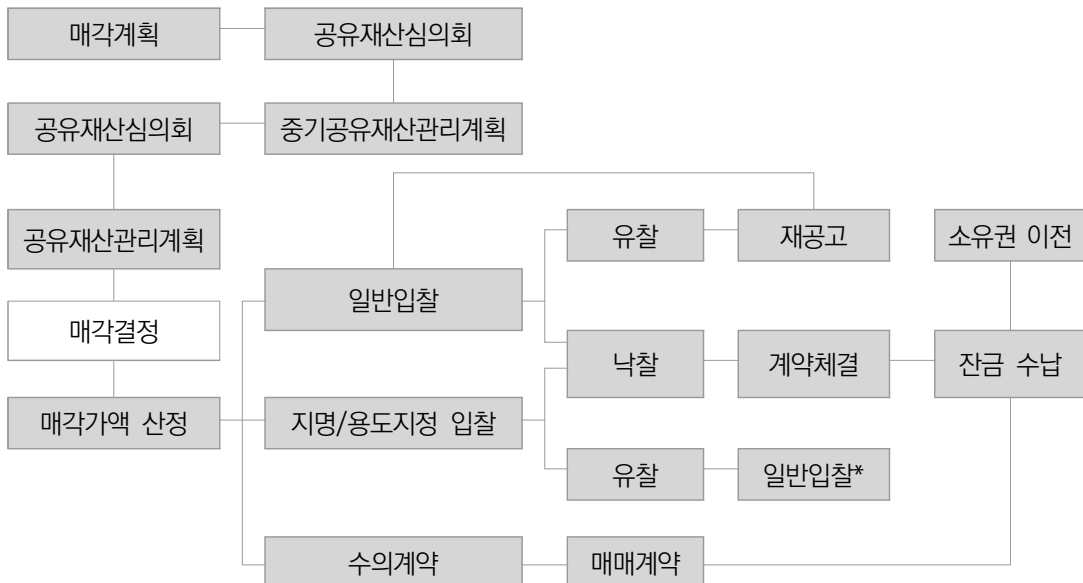 매각계획
공유재산심의회
공유재산심의회
중기공유재산관리계획
공유재산관리계획
유찰
재공고
소유권 이전
일반입찰
매각결정
낙찰
계약체결
잔금 수납
매각가액 산정
지명/용도지정 입찰
유찰
일반입찰*
수의계약
매매계약